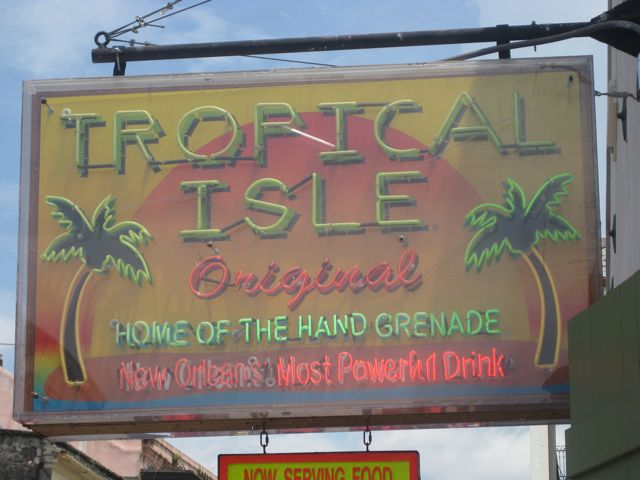 TROPICAL
ISLE
Original
HOME OF THE HAND GRENADE
New Orleans' Most Powerful Drink
NOW SERVING FOOD